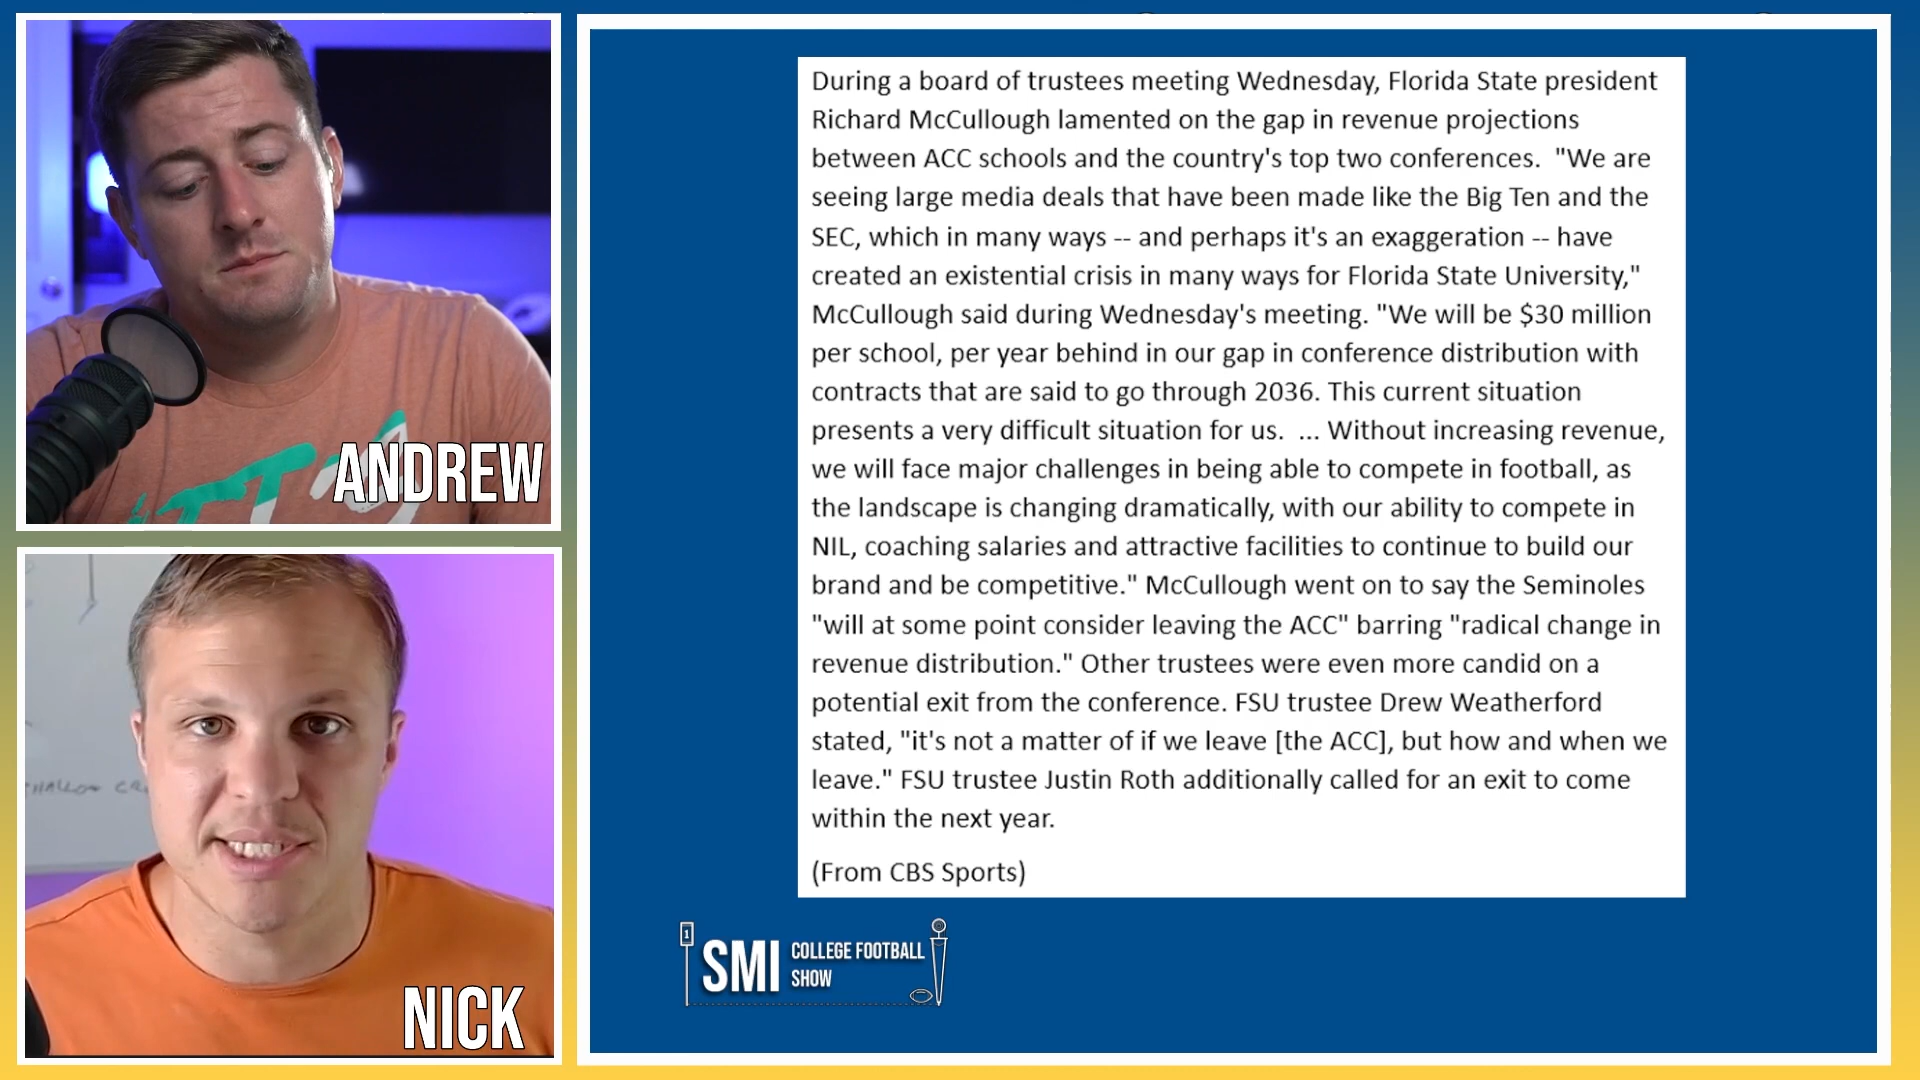 During a board of trustees meeting Wednesday, Florida State president
Richard McCullough lamented on the gap in revenue projections
between ACC schools and the country's top two conferences.  "We are
seeing large media deals that have been made like the Big Ten and the
SEC, which in many ways -- and perhaps it's an exaggeration -- have
created an existential crisis in many ways for Florida State University,"
McCullough said during Wednesday's meeting. "We will be $30 million
per school, per year behind in our gap in conference distribution with
contracts that are said to go through 2036. This current situation
presents a very difficult situation for us.  ... Without increasing revenue,
we will face major challenges in being able to compete in football, as
the landscape is changing dramatically, with our ability to compete in
NIL, coaching salaries and attractive facilities to continue to build our
brand and be competitive." McCullough went on to say the Seminoles
"will at some point consider leaving the ACC" barring "radical change in
revenue distribution." Other trustees were even more candid on a
potential exit from the conference. FSU trustee Drew Weatherford
stated, "it's not a matter of if we leave [the ACC], but how and when we
leave." FSU trustee Justin Roth additionally called for an exit to come
within the next year.
(From CBS Sports)
ANDREW
NICK
1
SMI COLLEGE FOOTBALL
SHOW